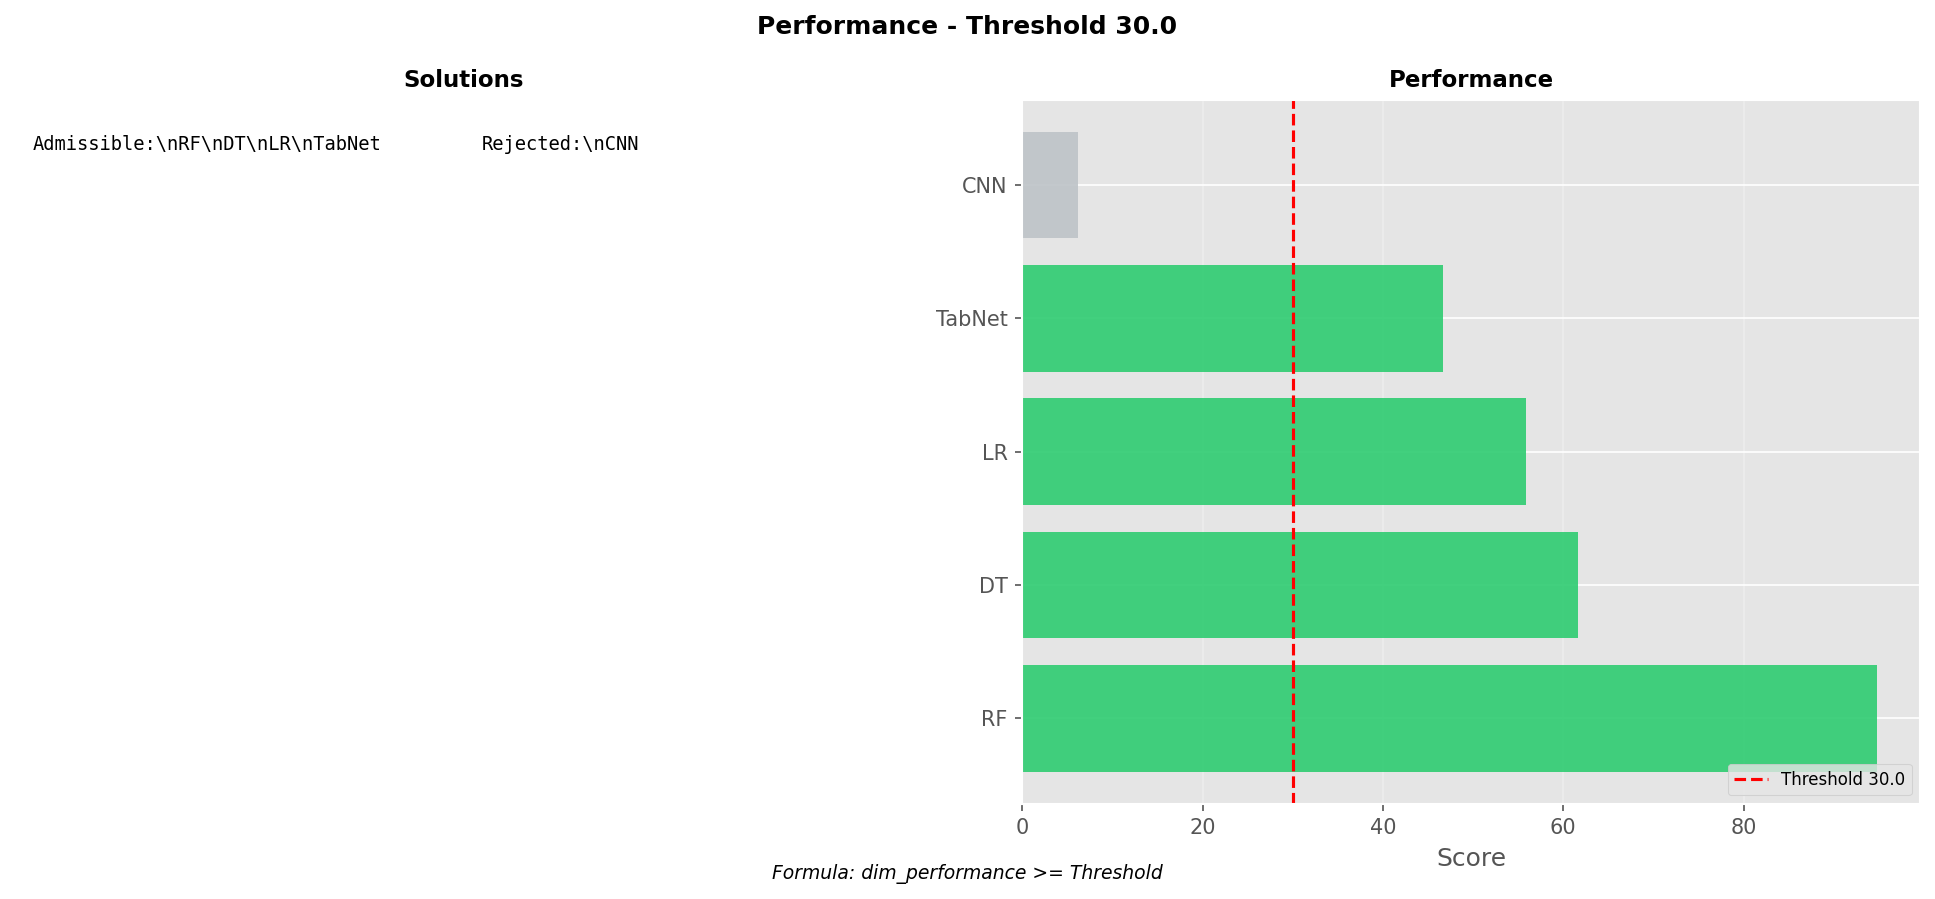 Performance - Threshold 30.0
Solutions
Admissible:\nRF\nDT\nLR\nTabNet
Rejected:\nCNN
Performance
CNN
TabNet
LR
DT
RF
Threshold 30.0
0 20 40 60 80
Score
Formula: dim_performance >= Threshold